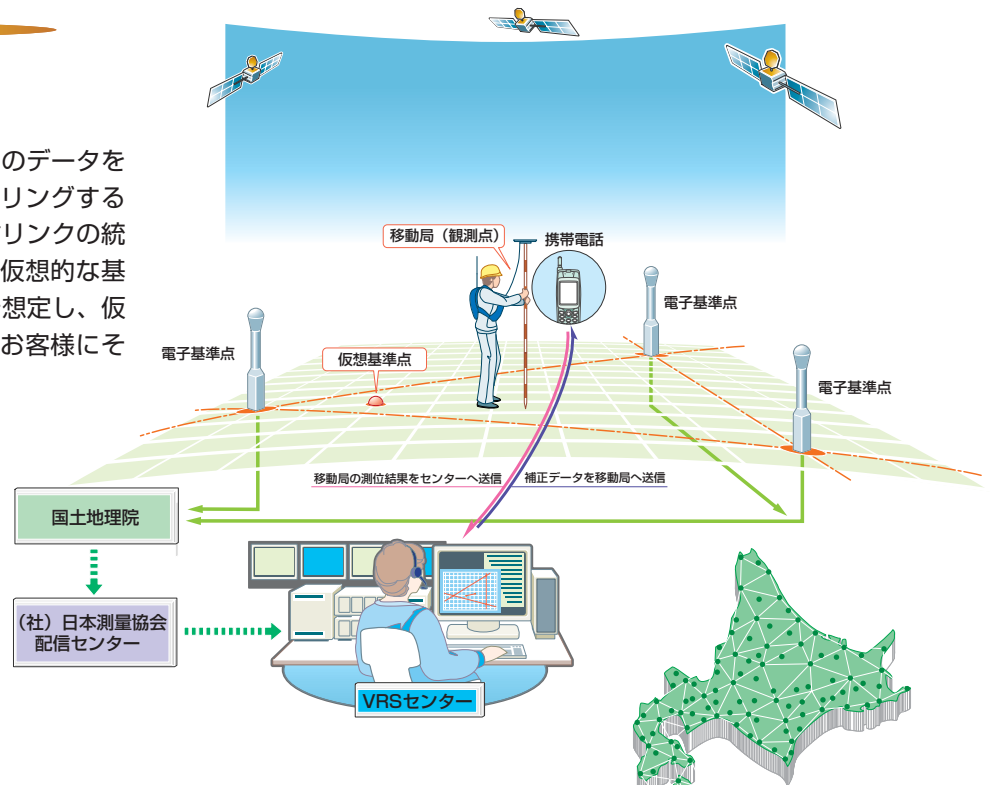 のデータを
リングする
リンクの統
仮想的な基
想定し、仮
お客様にそ
移動局（観測点）
携帯電話
電子基準点
電子基準点
仮想基準点
電子基準点
移動局の測位結果をセンターへ送信
補正データを移動局へ送信
国土地理院
（社）日本測量協会
配信センター
VRSセンター